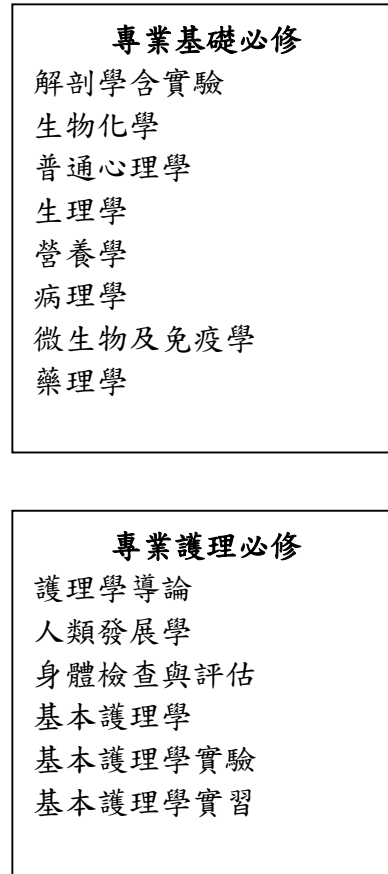 專業基礎必修
解剖學含實驗
生物化學
普通心理學
生理學
營養學
病理學
微生物及免疫學
藥理學
專業護理必修
護理學導論
人類發展學
身體檢查與評估
基本護理學
基本護理學實驗
基本護理學實習